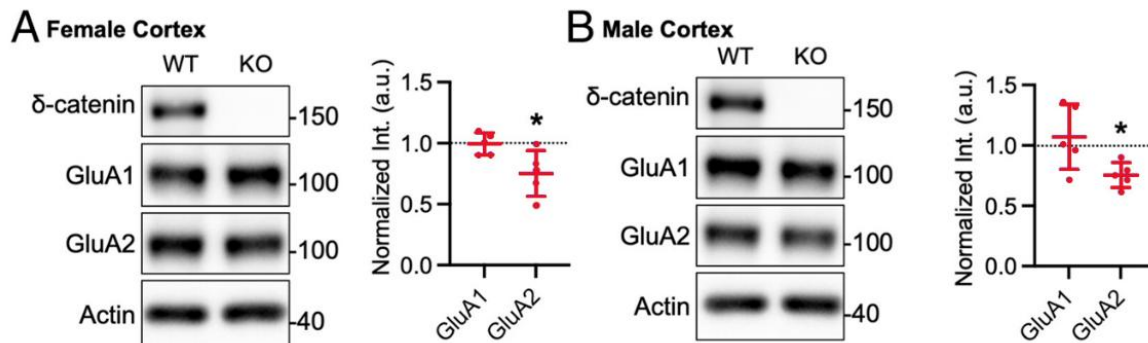 A Female Cortex
WT KO
δ-catenin
-150
GluA1
-100
GluA2
-100
Actin
-40
Normalized Int. (a.u.)
1.5
1.0
0.5
0.0
*
GluA1
GluA2
B Male Cortex
WT KO
δ-catenin
-150
GluA1
-100
GluA2
-100
Actin
-40
Normalized Int. (a.u.)
1.5
1.0
0.5
0.0
*
GluA1
GluA2